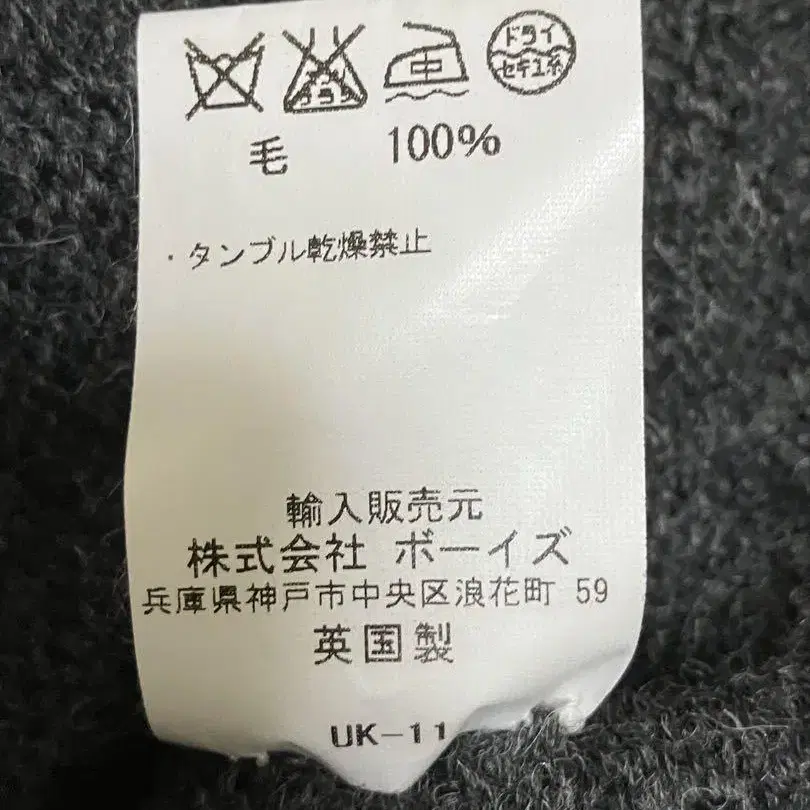 中 ドライ
セキユ系
毛 100%
・タンブル乾燥禁止
輸入販売元
株式会社 ボーイズ
兵庫県神戸市中央区浪花町 59
英国製
UK-11